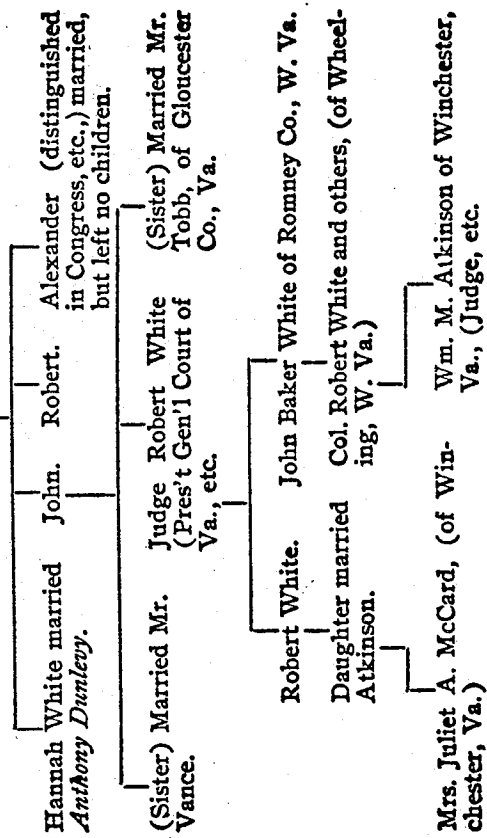 Hannah White married
Anthony Dunlevy.
John.
Robert.
Alexander (distinguished
in Congress, etc.,) married,
but left no children.
(Sister) Married Mr.
Vance.
Judge Robert White
(Pres't Gen'l Court of
Va., etc.
(Sister) Married Mr.
Tobb, of Gloucester
Co., Va.
Robert White.
John Baker White of Romney Co., W. Va.
Daughter married
Atkinson.
Col. Robert White and others, (of Wheel-
ing, W. Va.)
Mrs. Juliet A. McCard, (of Win-
chester, Va.)
Wm. M. Atkinson of Winchester,
Va., (Judge, etc.